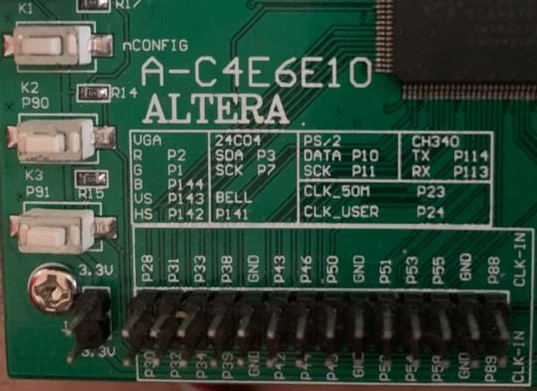 K1
R17
nCONFIG
A-C4E6E10
ALTERA
K2
P90
R14
K3
P91
R15
VGA
R P2
G P1
B P144
VS P143
HS P142
24C04
SDA P3
SCK P7
BELL
P141
PS/2
DATA P10
SCK P11
CH340
TX P114
RX P113
CLK_50M P23
CLK_USER P24
3.3V
P28 P31 P33 P38 GND P43 P46 P50 GND P51 P53 P55 GND P88 CLK-IN
3.3V
P30 P32 P34 P39 GND P42 GND P89 CLK-IN